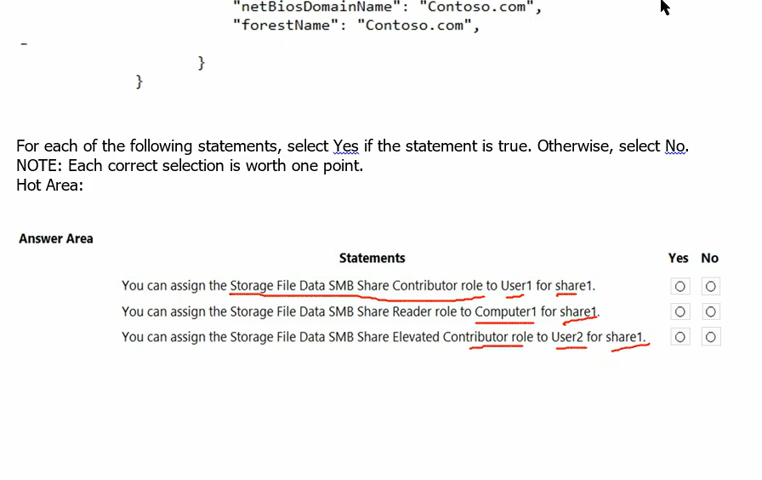 "netBiosDomainName": "Contoso.com",
"forestName": "Contoso.com",
-
}
}
For each of the following statements, select Yes if the statement is true. Otherwise, select No.
NOTE: Each correct selection is worth one point.
Hot Area:
Answer Area
Statements Yes No
You can assign the Storage File Data SMB Share Contributor role to User1 for share1.
You can assign the Storage File Data SMB Share Reader role to Computer1 for share1.
You can assign the Storage File Data SMB Share Elevated Contributor role to User2 for share1.